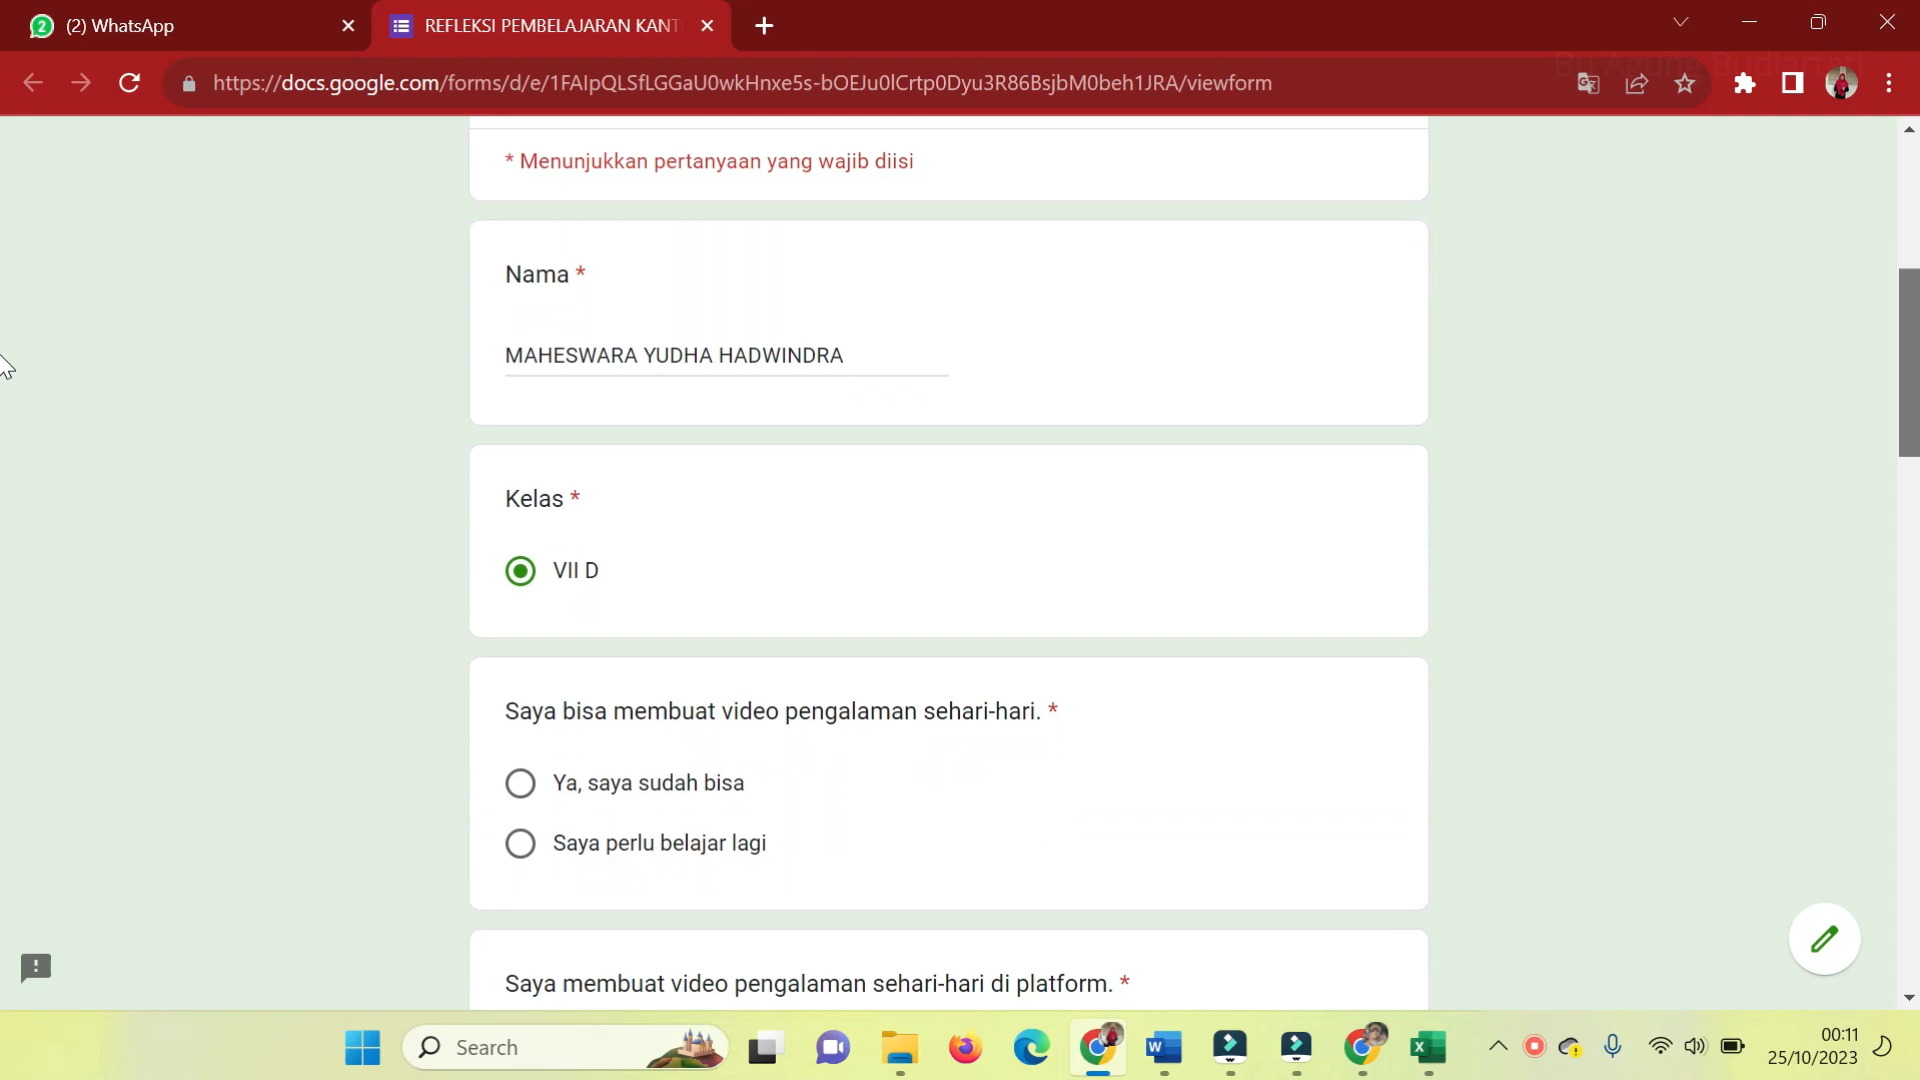 (2) WhatsApp
REFLEKSI PEMBELAJARAN KANT
https://docs.google.com/forms/d/e/1FAIpQLSfLGGaU0wkHnxe5s-bOEJu0lCrtp0Dyu3R86BsjbM0beh1JRA/viewform
* Menunjukkan pertanyaan yang wajib diisi
Nama *
MAHESWARA YUDHA HADWINDRA
Kelas *
VII D
Saya bisa membuat video pengalaman sehari-hari. *
Ya, saya sudah bisa
Saya perlu belajar lagi
Saya membuat video pengalaman sehari-hari di platform. *
Search
00:11
25/10/2023